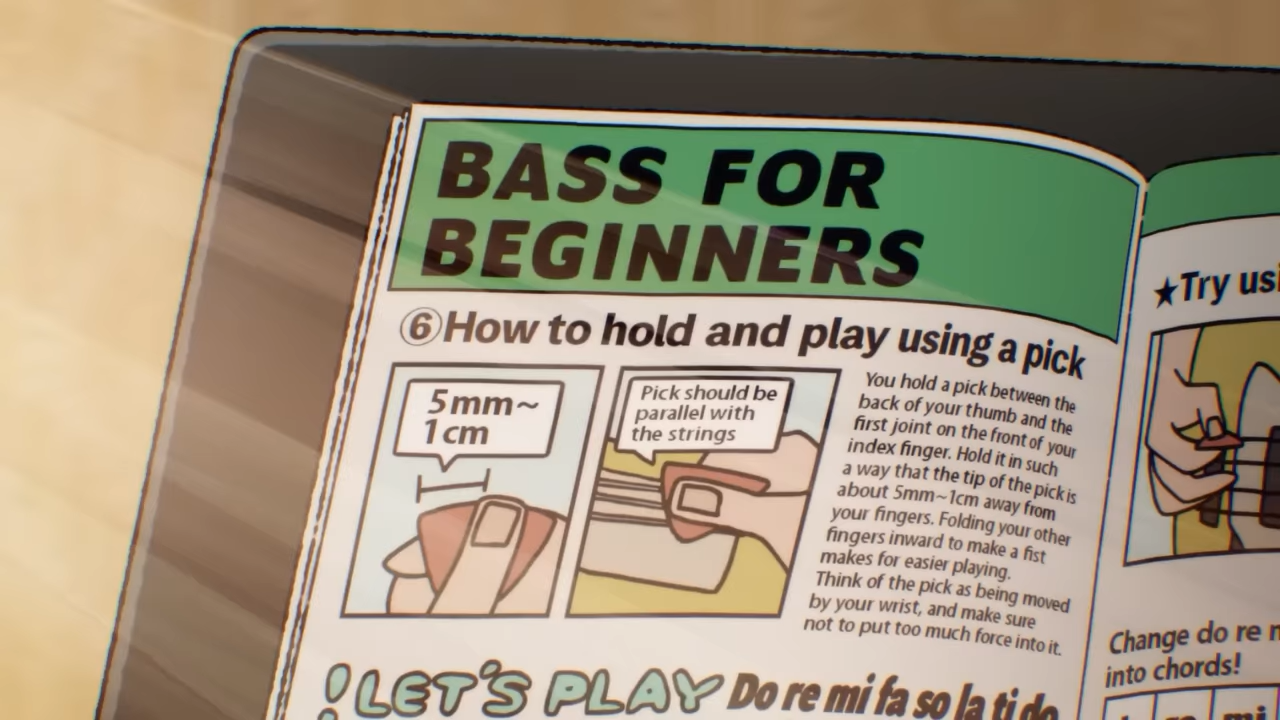 BASS FOR
BEGINNERS
⑥How to hold and play using a pick
5mm~
1cm
Pick should be
parallel with
the strings
You hold a pick between the
back of your thumb and the
first joint on the front of your
index finger. Hold it in such
a way that the tip of the pick is
about 5mm~1cm away from
your fingers. Folding your other
fingers inward to make a fist
makes for easier playing.
Think of the pick as being moved
by your wrist, and make sure
not to put too much force into it.
! LET'S PLAY Do re mi fa so la ti do
★Try usi
Change do re m
into chords!
mi